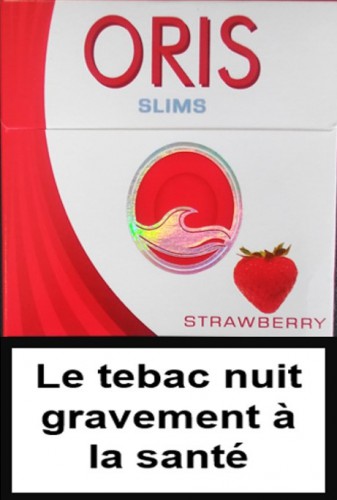 ORIS
SLIMS
STRAWBERRY
Le tebac nuit
gravement à
la santé